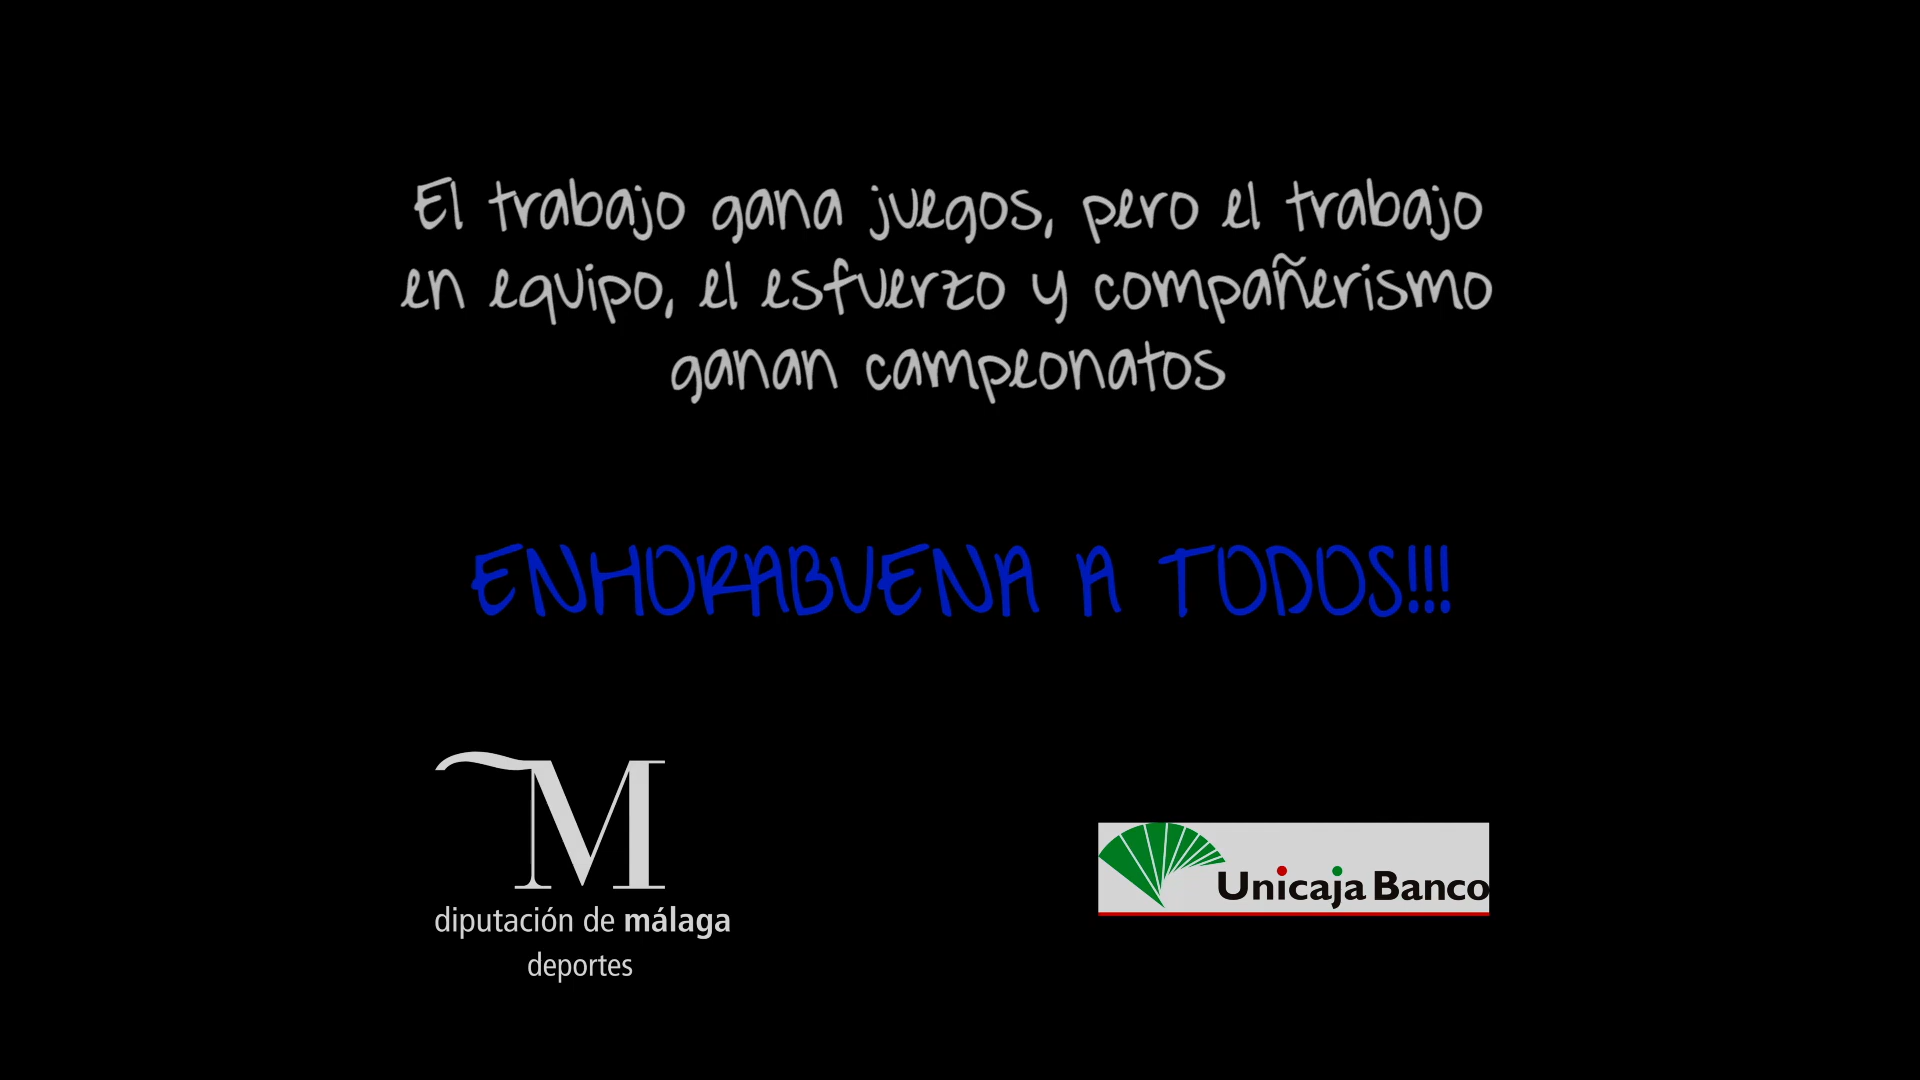 El trabajo gana juegos, pero el trabajo
en equipo, el esfuerzo y compañerismo
ganan campeonatos
ENHORABUENA A TODOS!!!
M
diputación de málaga
deportes
Unicaja Banco